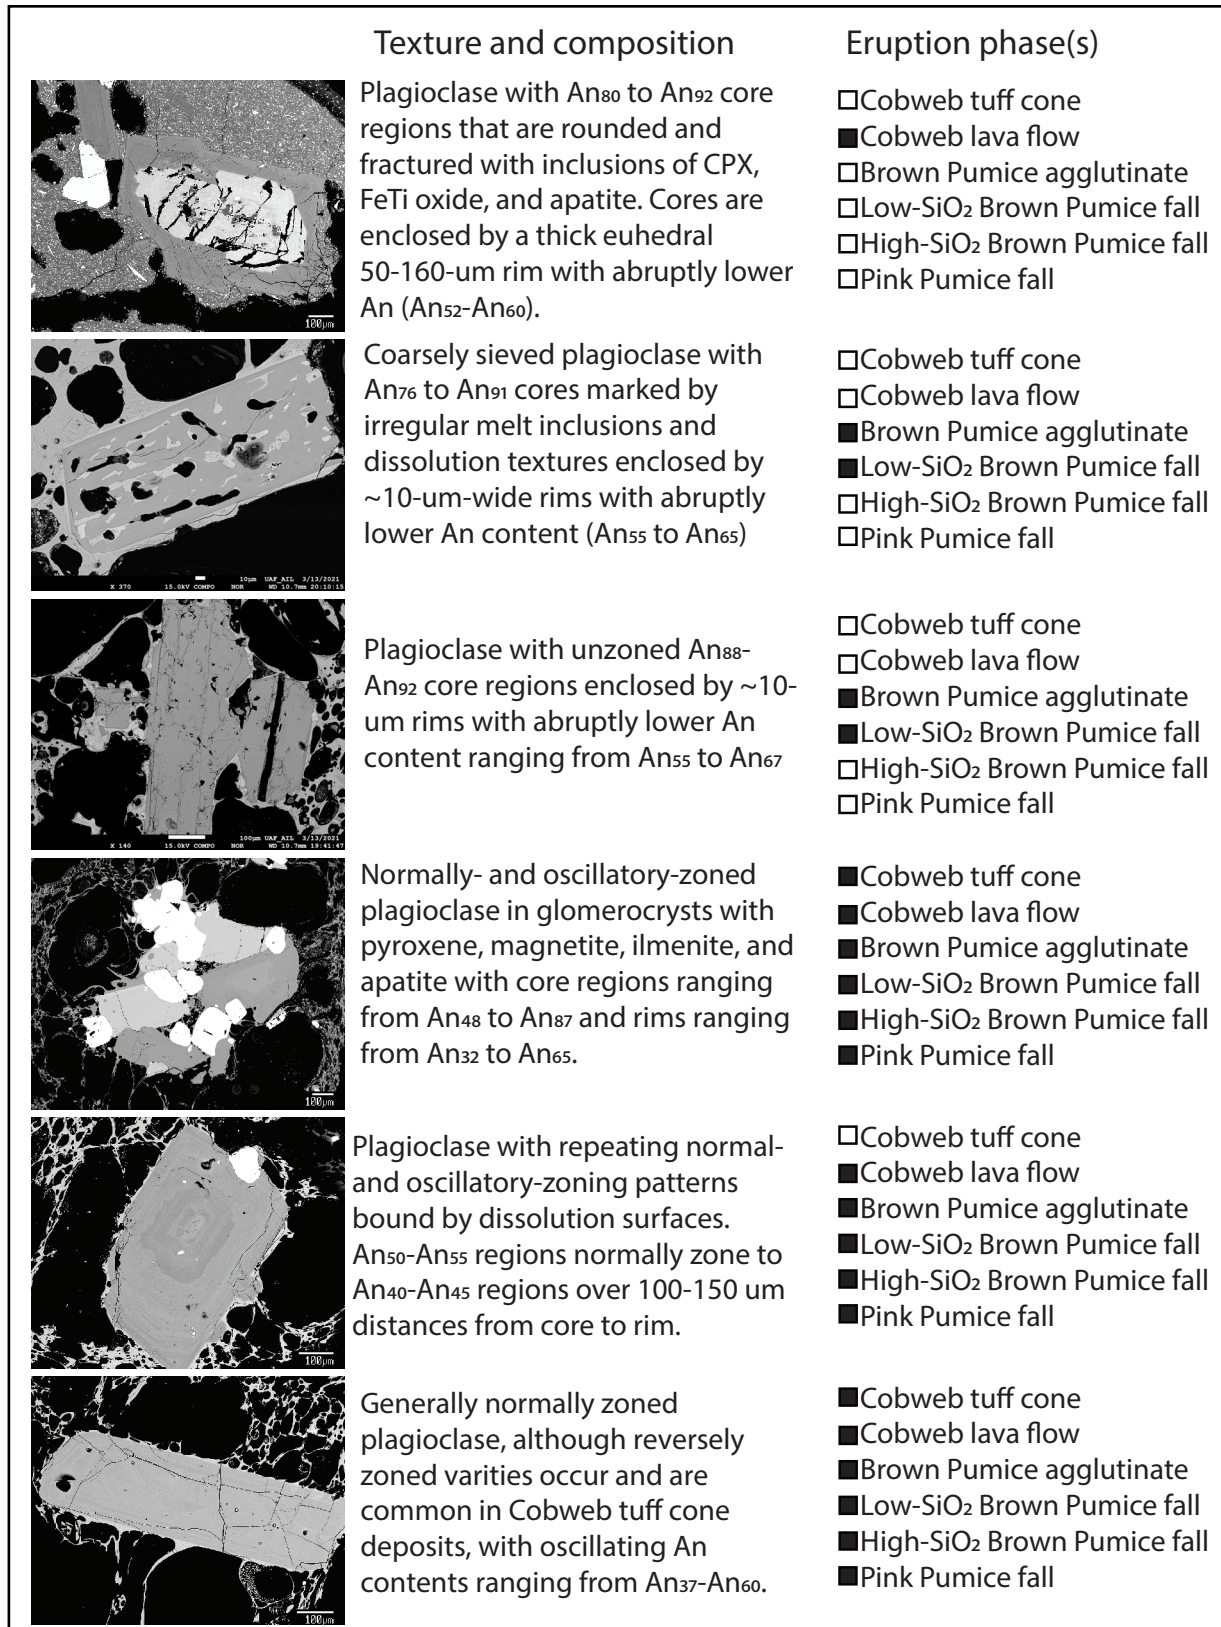 Texture and composition
Eruption phase(s)
Plagioclase with An₈₀ to An₉₂ core
regions that are rounded and
fractured with inclusions of CPX,
FeTi oxide, and apatite. Cores are
enclosed by a thick euhedral
50-160-um rim with abruptly lower
An (An₅₂-An₆₀).
□Cobweb tuff cone
■Cobweb lava flow
□Brown Pumice agglutinate
□Low-SiO₂ Brown Pumice fall
□High-SiO₂ Brown Pumice fall
□Pink Pumice fall
100µm
Coarsely sieved plagioclase with
An₇₆ to An₉₁ cores marked by
irregular melt inclusions and
dissolution textures enclosed by
~10-um-wide rims with abruptly
lower An content (An₅₅ to An₆₅)
□Cobweb tuff cone
□Cobweb lava flow
■Brown Pumice agglutinate
■Low-SiO₂ Brown Pumice fall
□High-SiO₂ Brown Pumice fall
□Pink Pumice fall
10µm UAF_AIL 3/13/2021
X 370 15.0kV COMPO NOR WD 10.7mm 20:10:15
Plagioclase with unzoned An₈₈-
An₉₂ core regions enclosed by ~10-
um rims with abruptly lower An
content ranging from An₅₅ to An₆₇
□Cobweb tuff cone
□Cobweb lava flow
■Brown Pumice agglutinate
■Low-SiO₂ Brown Pumice fall
□High-SiO₂ Brown Pumice fall
□Pink Pumice fall
100µm UAF_AIL 3/13/2021
X 140 15.0kV COMPO NOR WD 10.7mm 19:41:47
Normally- and oscillatory-zoned
plagioclase in glomerocrysts with
pyroxene, magnetite, ilmenite, and
apatite with core regions ranging
from An₄₈ to An₈₇ and rims ranging
from An₃₂ to An₆₅.
■Cobweb tuff cone
■Cobweb lava flow
■Brown Pumice agglutinate
■Low-SiO₂ Brown Pumice fall
■High-SiO₂ Brown Pumice fall
■Pink Pumice fall
100µm
Plagioclase with repeating normal-
and oscillatory-zoning patterns
bound by dissolution surfaces.
An₅₀-An₅₅ regions normally zone to
An₄₀-An₄₅ regions over 100-150 um
distances from core to rim.
□Cobweb tuff cone
■Cobweb lava flow
■Brown Pumice agglutinate
■Low-SiO₂ Brown Pumice fall
■High-SiO₂ Brown Pumice fall
■Pink Pumice fall
100µm
Generally normally zoned
plagioclase, although reversely
zoned varities occur and are
common in Cobweb tuff cone
deposits, with oscillating An
contents ranging from An₃₇-An₆₀.
■Cobweb tuff cone
■Cobweb lava flow
■Brown Pumice agglutinate
■Low-SiO₂ Brown Pumice fall
■High-SiO₂ Brown Pumice fall
■Pink Pumice fall
100µm